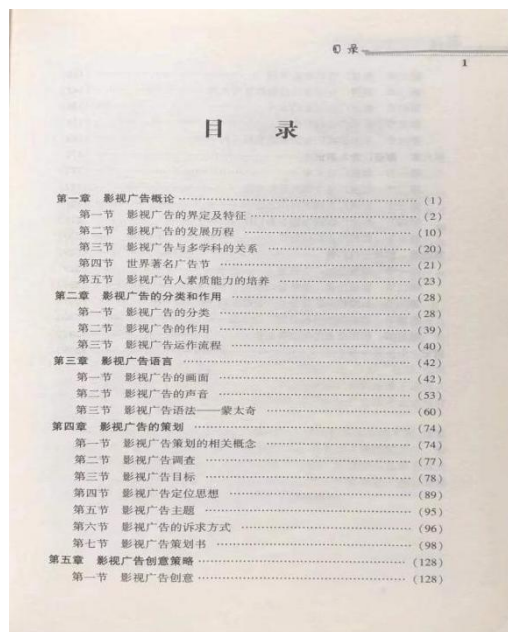 目录
1
目 录
第一章 影视广告概论 (1)
第一节 影视广告的界定及特征 (2)
第二节 影视广告的发展历程 (10)
第三节 影视广告与多学科的关系 (20)
第四节 世界著名广告节 (21)
第五节 影视广告人素质能力的培养 (23)
第二章 影视广告的分类和作用 (28)
第一节 影视广告的分类 (28)
第二节 影视广告的作用 (39)
第三节 影视广告运作流程 (40)
第三章 影视广告语言 (42)
第一节 影视广告的画面 (42)
第二节 影视广告的声音 (53)
第三节 影视广告语法——蒙太奇 (60)
第四章 影视广告的策划 (74)
第一节 影视广告策划的相关概念 (74)
第二节 影视广告调查 (77)
第三节 影视广告目标 (78)
第四节 影视广告定位思想 (89)
第五节 影视广告主题 (95)
第六节 影视广告的诉求方式 (96)
第七节 影视广告策划书 (98)
第五章 影视广告创意策略 (128)
第一节 影视广告创意 (128)